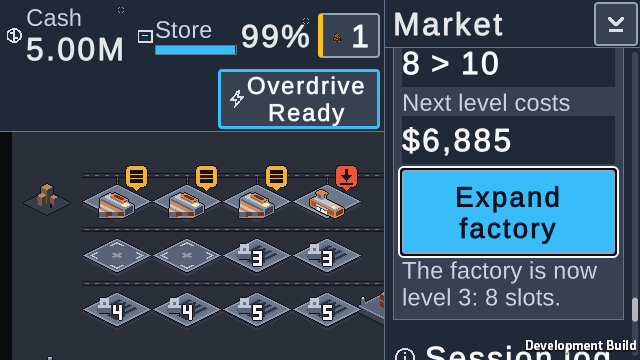 Cash
5.00M
Store
99%
1
Overdrive
Ready
Market
8 > 10
Next level costs
$6,885
Expand
factory
The factory is now
level 3: 8 slots.
3
3
4
4
5
5
Session log
Development Build